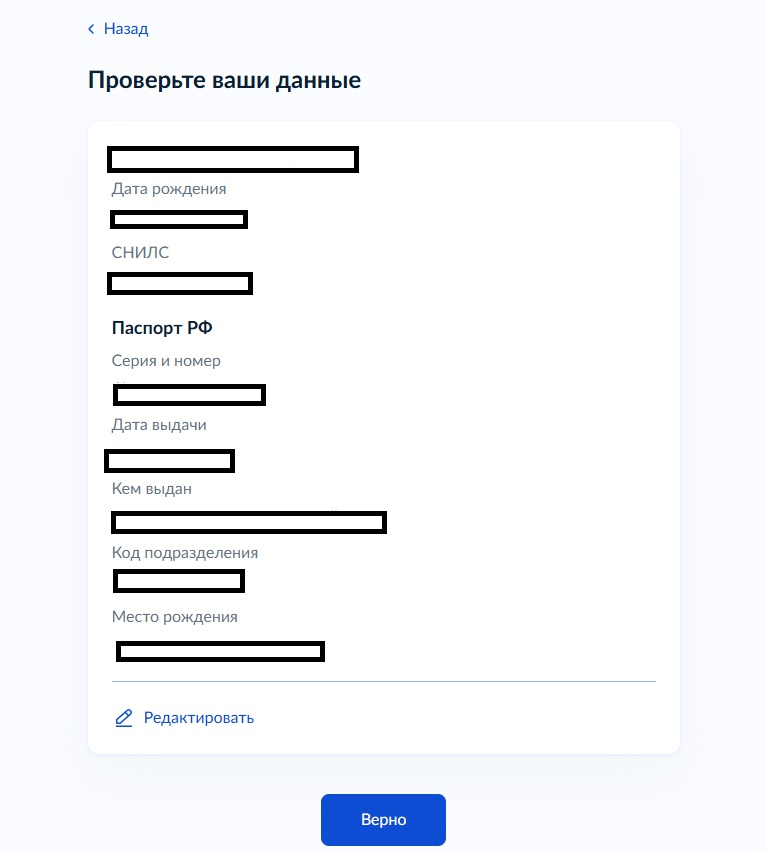 Назад
Проверьте ваши данные
Дата рождения
СНИЛС
Паспорт РФ
Серия и номер
Дата выдачи
Кем выдан
Код подразделения
Место рождения
Редактировать
Верно